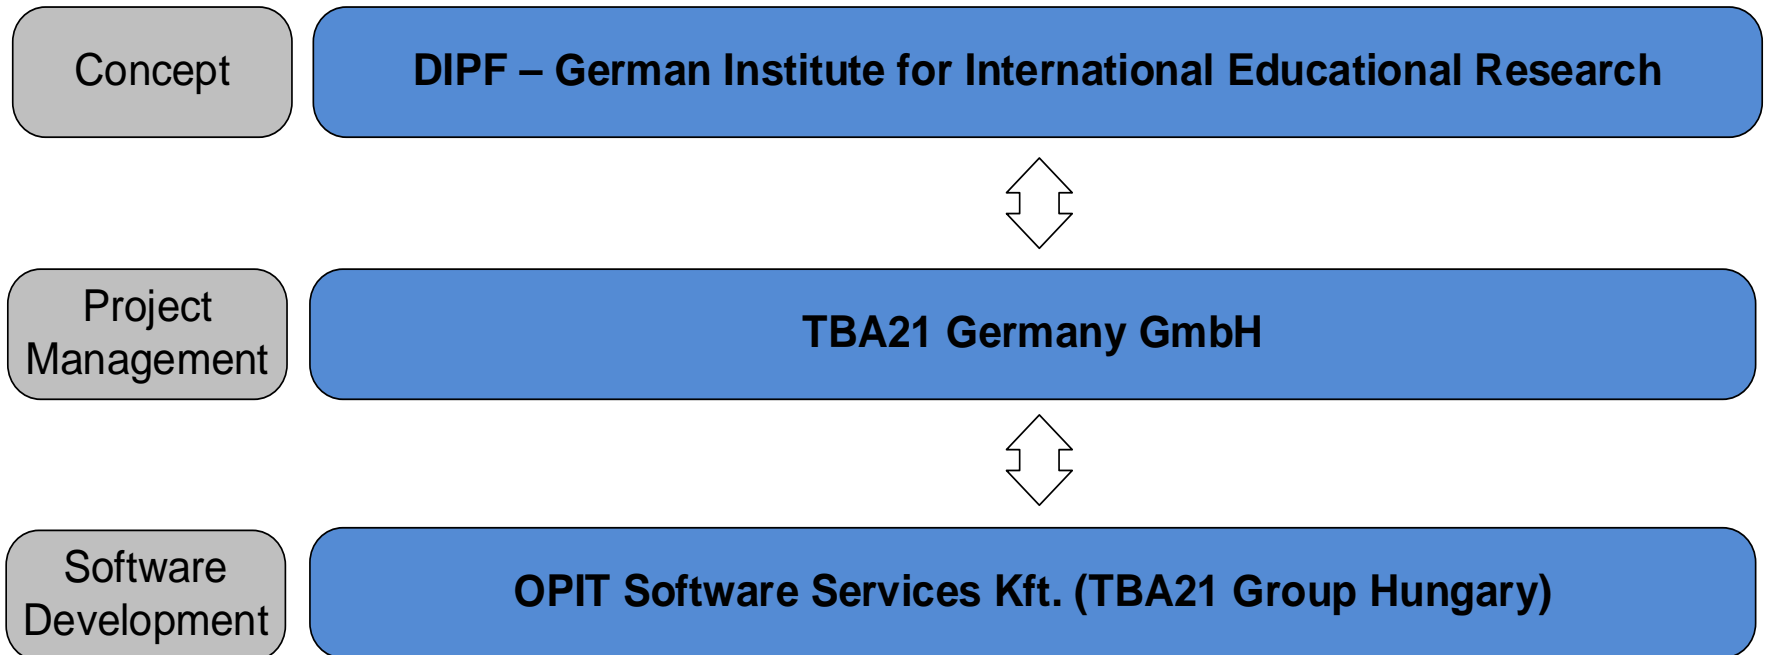 Concept
DIPF – German Institute for International Educational Research
Project
Management
TBA21 Germany GmbH
Software
Development
OPIT Software Services Kft. (TBA21 Group Hungary)